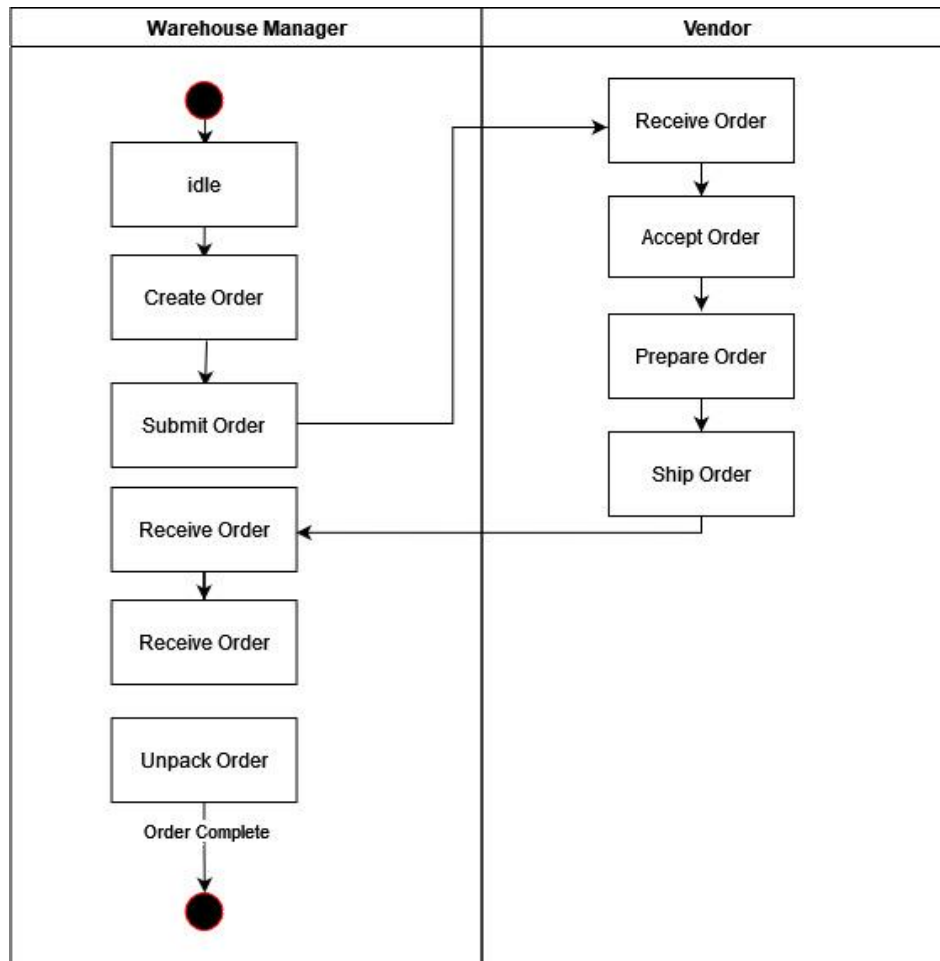 Warehouse Manager
Vendor
idle
Create Order
Submit Order
Receive Order
Accept Order
Prepare Order
Ship Order
Receive Order
Receive Order
Unpack Order
Order Complete